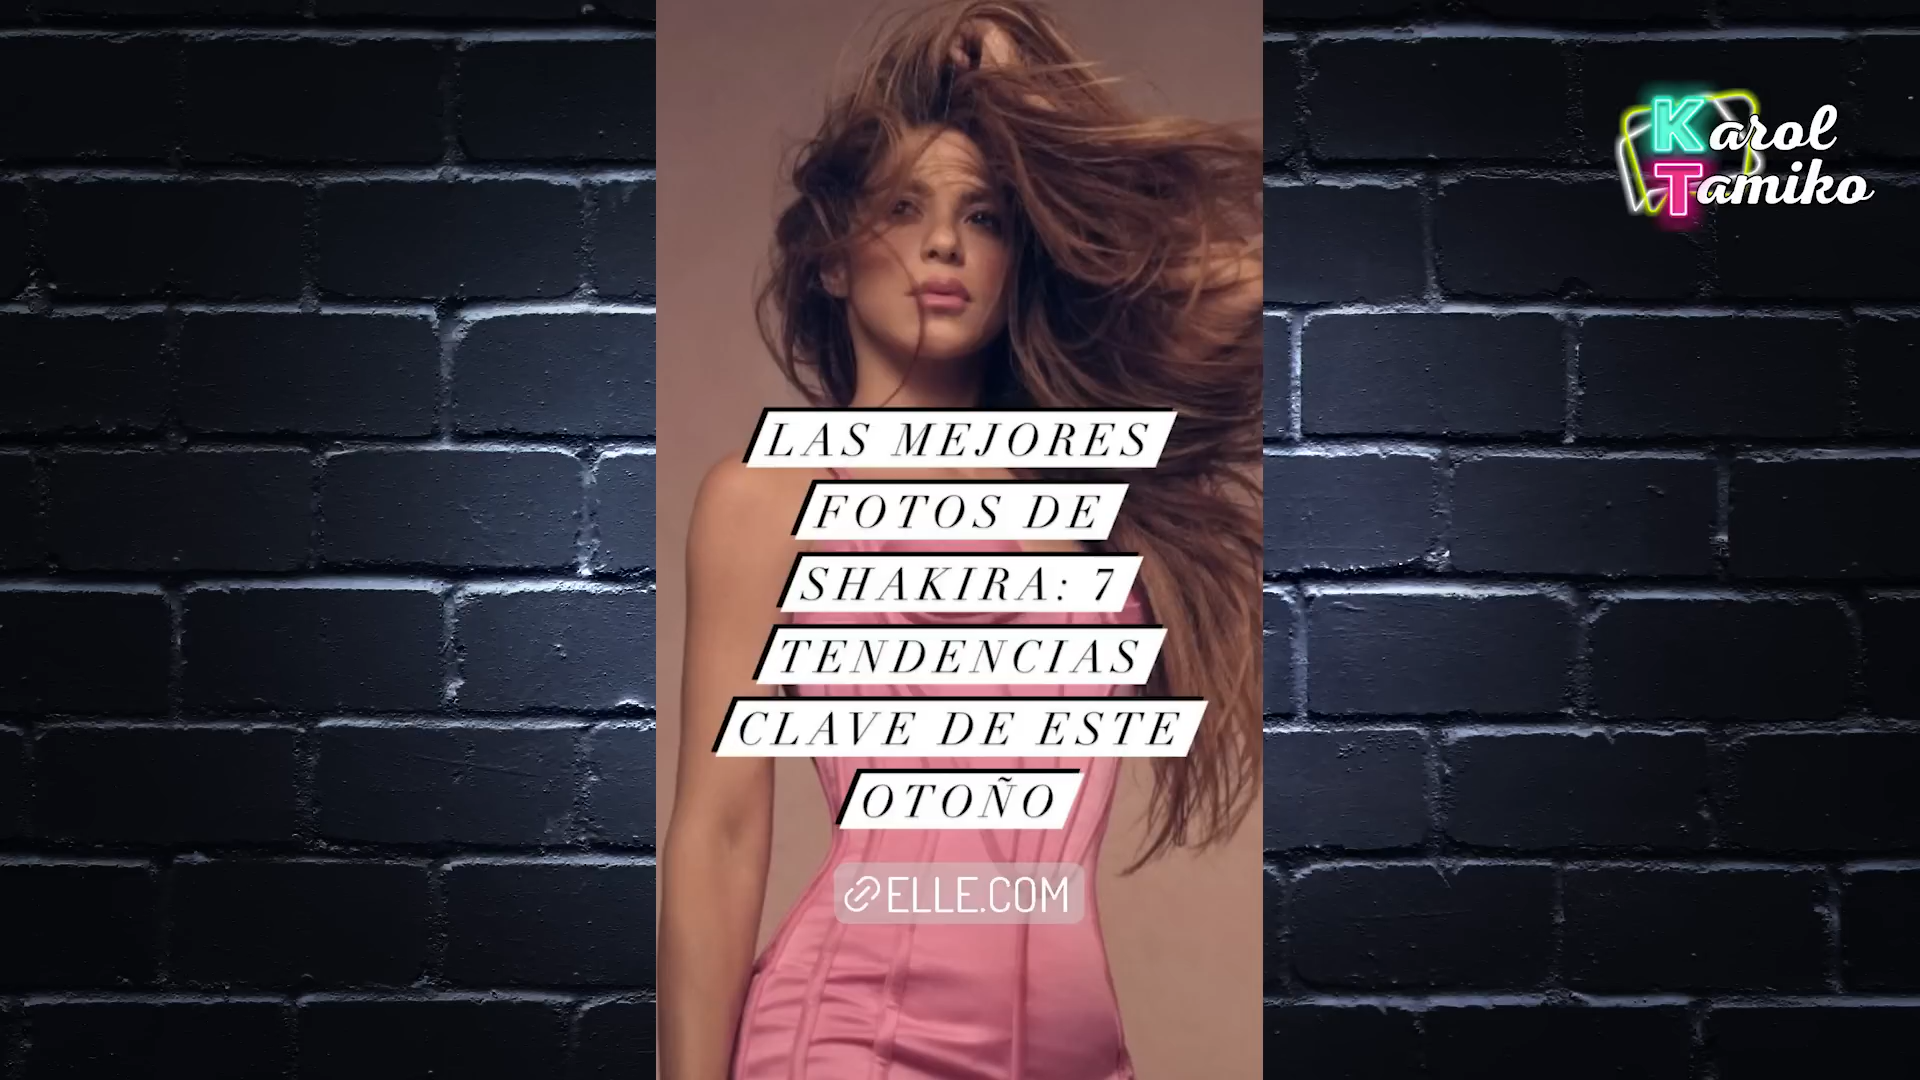 LAS MEJORES
FOTOS DE
SHAKIRA: 7
TENDENCIAS
CLAVE DE ESTE
OTOÑO
ELLE.COM
Karol
Tamiko